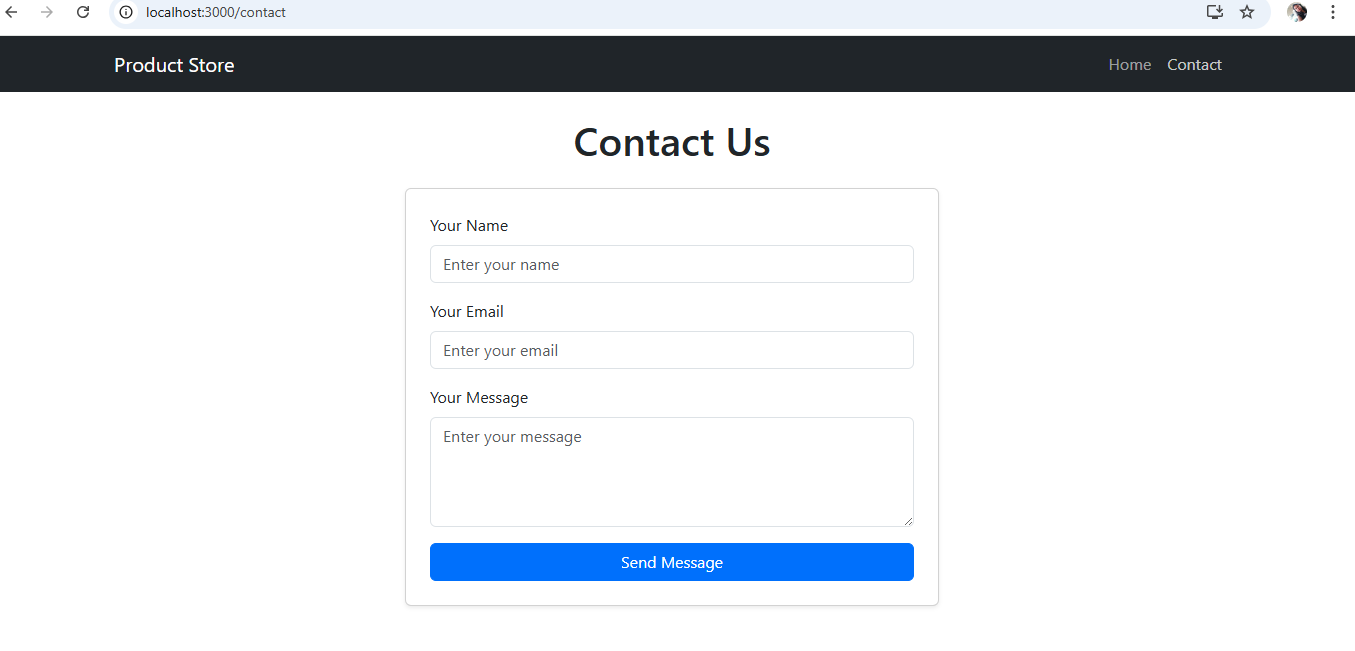 localhost:3000/contact
Product Store
Home Contact
Contact Us
Your Name
Enter your name
Your Email
Enter your email
Your Message
Enter your message
Send Message